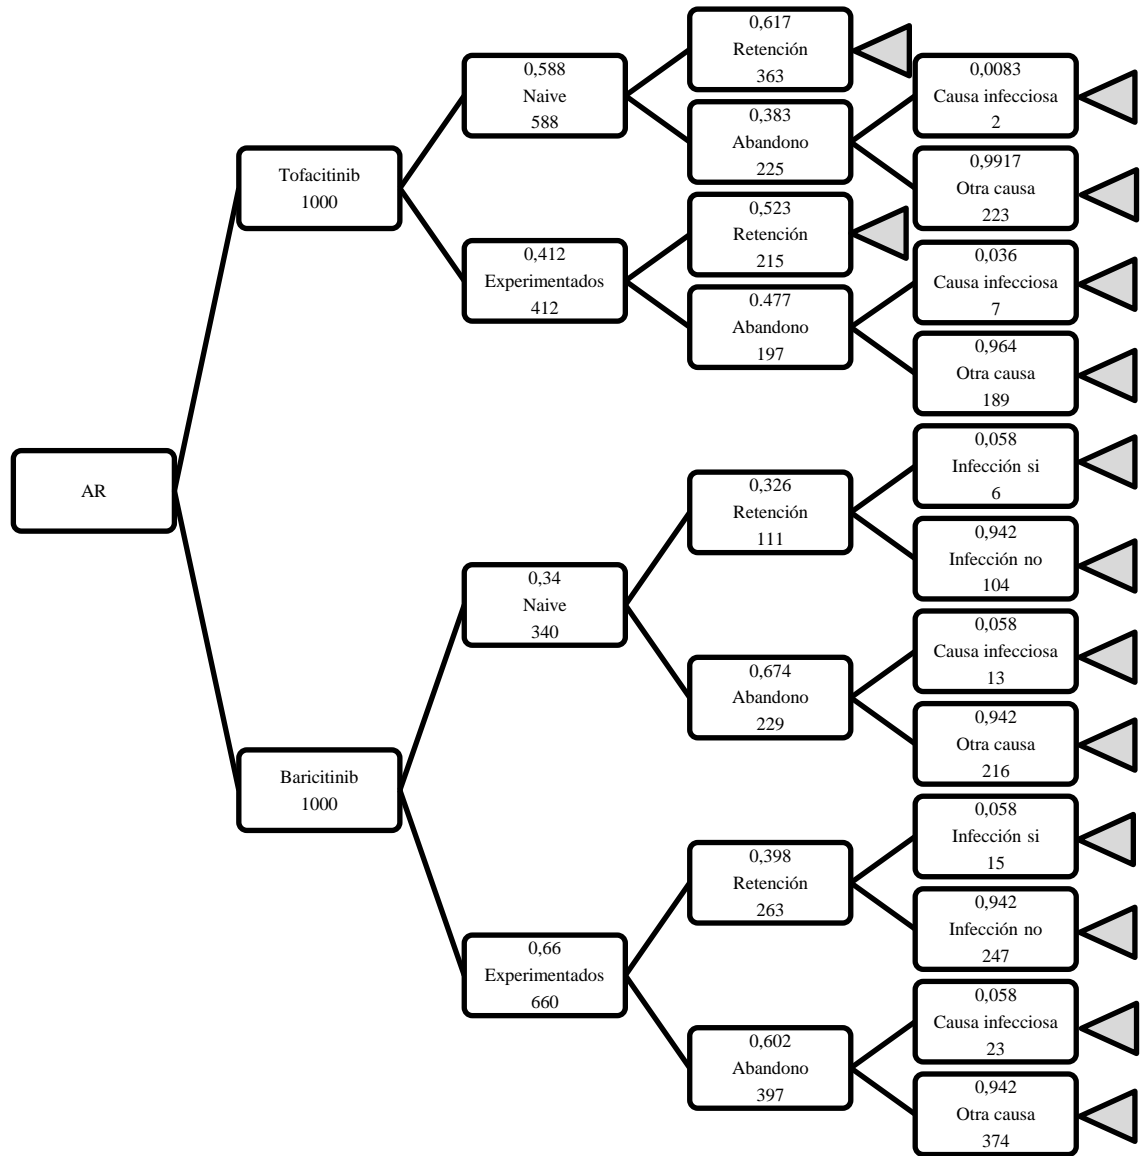 AR
Tofacitinib
1000
0,588
Naive
588
0,617
Retención
363
0,383
Abandono
225
0,0083
Causa infecciosa
2
0,9917
Otra causa
223
0,412
Experimentados
412
0,523
Retención
215
0.477
Abandono
197
0,036
Causa infecciosa
7
0,964
Otra causa
189
Baricitinib
1000
0,34
Naive
340
0,326
Retención
111
0,058
Infección si
6
0,942
Infección no
104
0,674
Abandono
229
0,058
Causa infecciosa
13
0,942
Otra causa
216
0,66
Experimentados
660
0,398
Retención
263
0,058
Infección si
15
0,942
Infección no
247
0,602
Abandono
397
0,058
Causa infecciosa
23
0,942
Otra causa
374